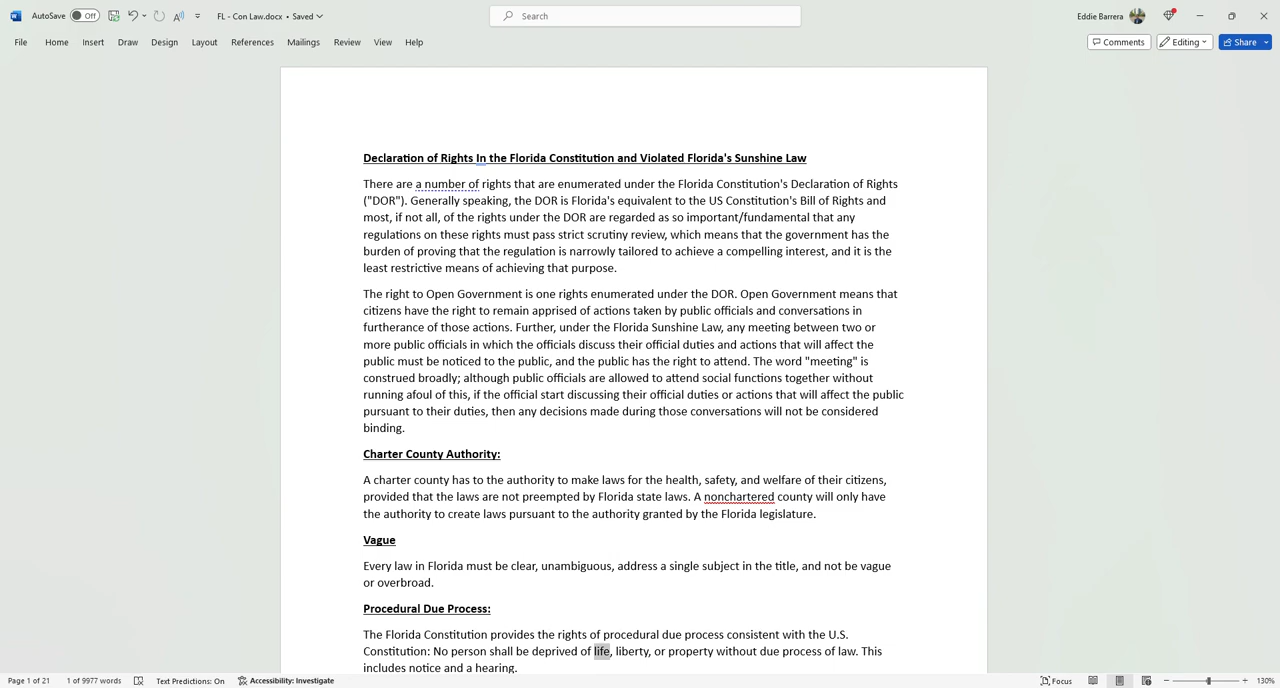 AutoSave Off FL - Con Law.docx • Saved Search Eddie Barrera
File Home Insert Draw Design Layout References Mailings Review View Help Comments Editing Share
Declaration of Rights In the Florida Constitution and Violated Florida's Sunshine Law
There are a number of rights that are enumerated under the Florida Constitution's Declaration of Rights
("DOR"). Generally speaking, the DOR is Florida's equivalent to the US Constitution's Bill of Rights and
most, if not all, of the rights under the DOR are regarded as so important/fundamental that any
regulations on these rights must pass strict scrutiny review, which means that the government has the
burden of proving that the regulation is narrowly tailored to achieve a compelling interest, and it is the
least restrictive means of achieving that purpose.
The right to Open Government is one rights enumerated under the DOR. Open Government means that
citizens have the right to remain apprised of actions taken by public officials and conversations in
furtherance of those actions. Further, under the Florida Sunshine Law, any meeting between two or
more public officials in which the officials discuss their official duties and actions that will affect the
public must be noticed to the public, and the public has the right to attend. The word "meeting" is
construed broadly; although public officials are allowed to attend social functions together without
running afoul of this, if the official start discussing their official duties or actions that will affect the public
pursuant to their duties, then any decisions made during those conversations will not be considered
binding.
Charter County Authority:
A charter county has to the authority to make laws for the health, safety, and welfare of their citizens,
provided that the laws are not preempted by Florida state laws. A nonchartered county will only have
the authority to create laws pursuant to the authority granted by the Florida legislature.
Vague
Every law in Florida must be clear, unambiguous, address a single subject in the title, and not be vague
or overbroad.
Procedural Due Process:
The Florida Constitution provides the rights of procedural due process consistent with the U.S.
Constitution: No person shall be deprived of life, liberty, or property without due process of law. This
includes notice and a hearing.
Page 1 of 21 1 of 9977 words Text Predictions: On Accessibility: Investigate Focus 130%